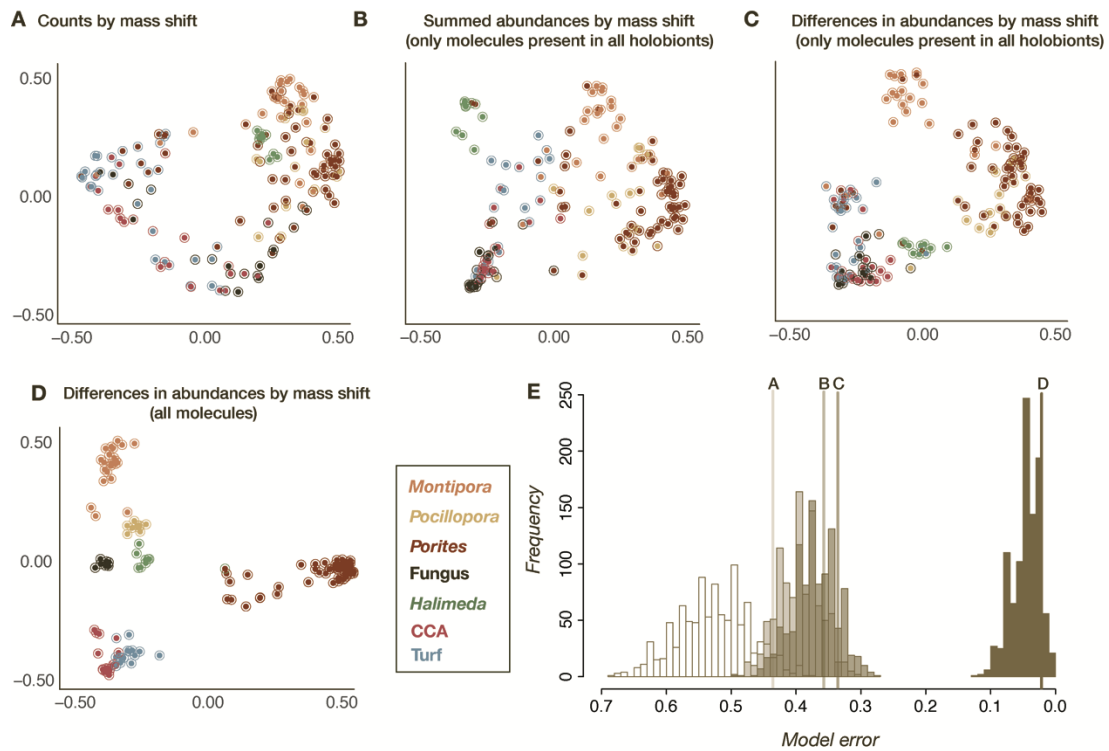 A Counts by mass shift
0.50
0.00
−0.50
−0.50 0.00 0.50
B Summed abundances by mass shift
(only molecules present in all holobionts)
−0.50 0.00 0.50
C Differences in abundances by mass shift
(only molecules present in all holobionts)
−0.50 0.00 0.50
D Differences in abundances by mass shift
(all molecules)
0.50
0.00
−0.50
−0.50 0.00 0.50
Montipora
Pocillopora
Porites
Fungus
Halimeda
CCA
Turf
E
A B C D
Frequency
250
200
150
100
50
0
0.7 0.6 0.5 0.4 0.3 0.2 0.1 0.0
Model error